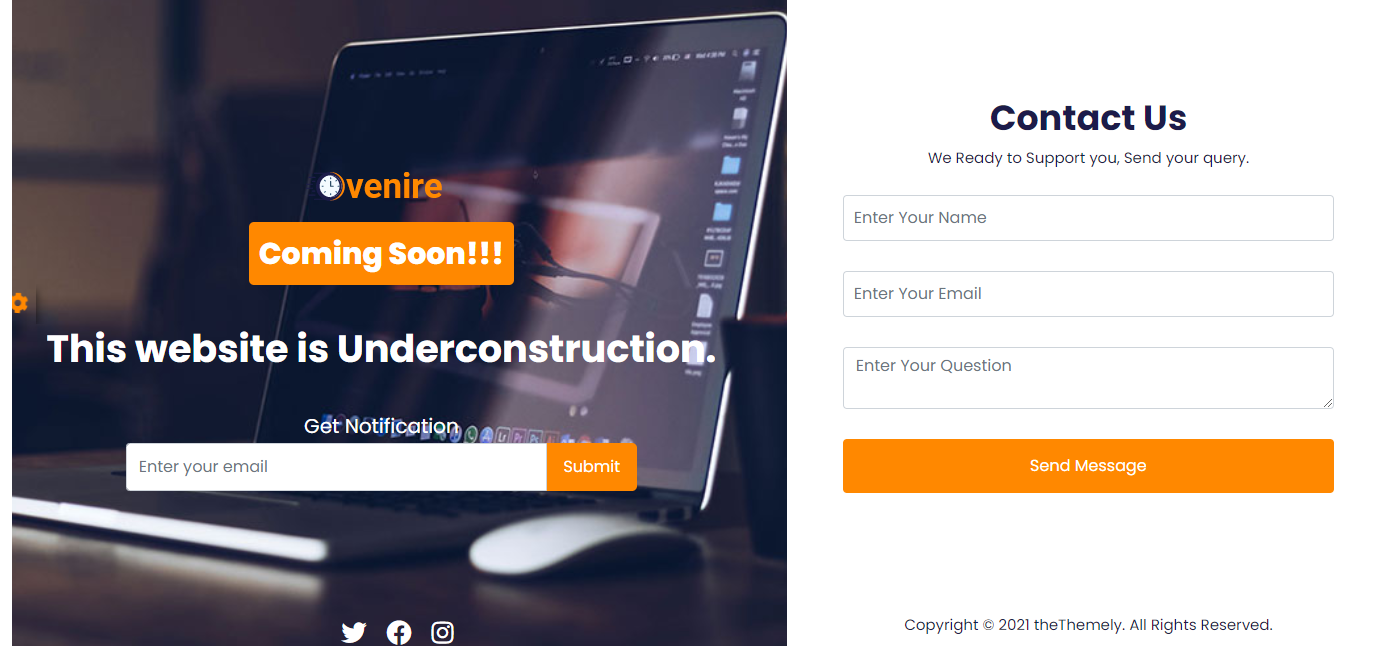 venire
Coming Soon!!!
This website is Underconstruction.
Get Notification
Enter your email
Submit
Contact Us
We Ready to Support you, Send your query.
Enter Your Name
Enter Your Email
Enter Your Question
Send Message
Copyright © 2021 theThemely. All Rights Reserved.